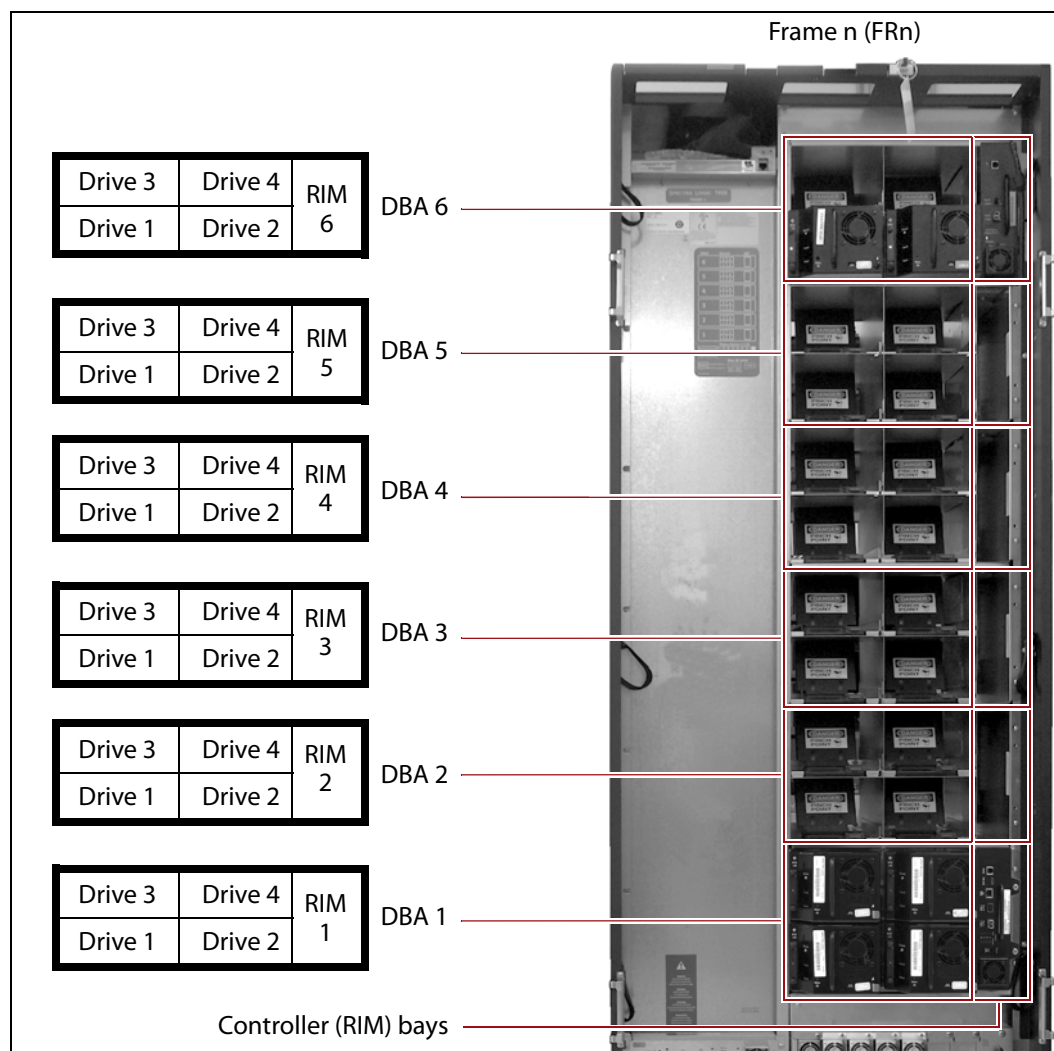 Frame n (FRn)
Drive 3 Drive 4 RIM 6
Drive 1 Drive 2
DBA 6
Drive 3 Drive 4 RIM 5
Drive 1 Drive 2
DBA 5
Drive 3 Drive 4 RIM 4
Drive 1 Drive 2
DBA 4
Drive 3 Drive 4 RIM 3
Drive 1 Drive 2
DBA 3
Drive 3 Drive 4 RIM 2
Drive 1 Drive 2
DBA 2
Drive 3 Drive 4 RIM 1
Drive 1 Drive 2
DBA 1
Controller (RIM) bays
DANGER
PINCH
POINT